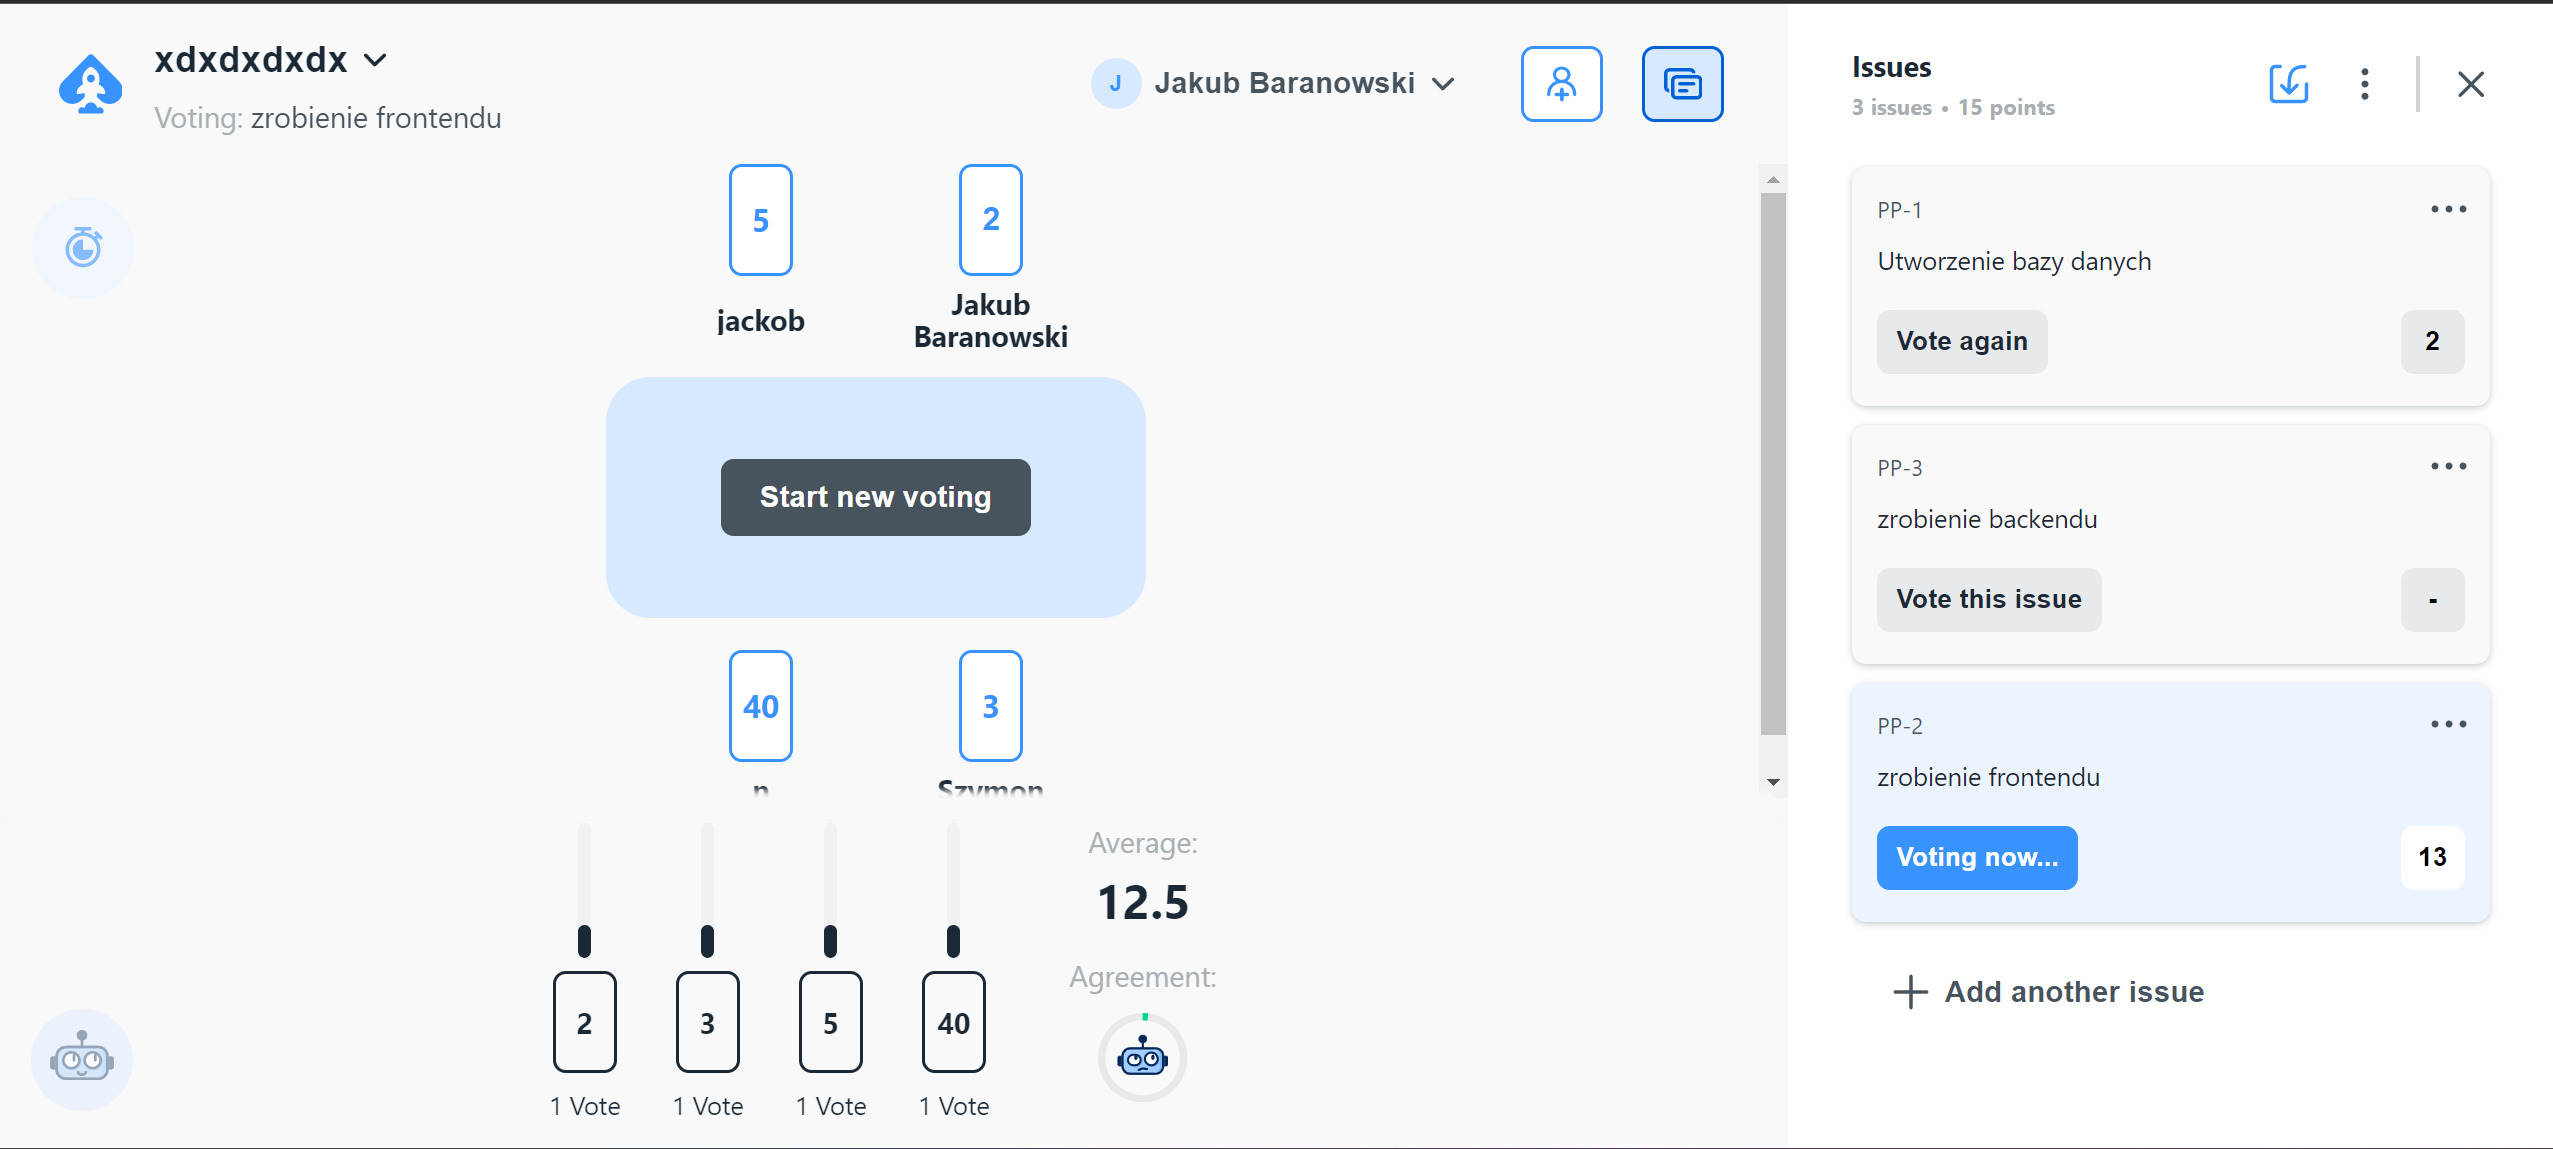 xdxdxdxdx
Voting: zrobienie frontendu
J Jakub Baranowski
5
2
jackob
Jakub
Baranowski
Start new voting
40
3
n
Szymon
2
3
5
40
1 Vote
1 Vote
1 Vote
1 Vote
Average:
12.5
Agreement:
Issues
3 issues • 15 points
PP-1
Utworzenie bazy danych
Vote again
2
PP-3
zrobienie backendu
Vote this issue
-
PP-2
zrobienie frontendu
Voting now...
13
Add another issue